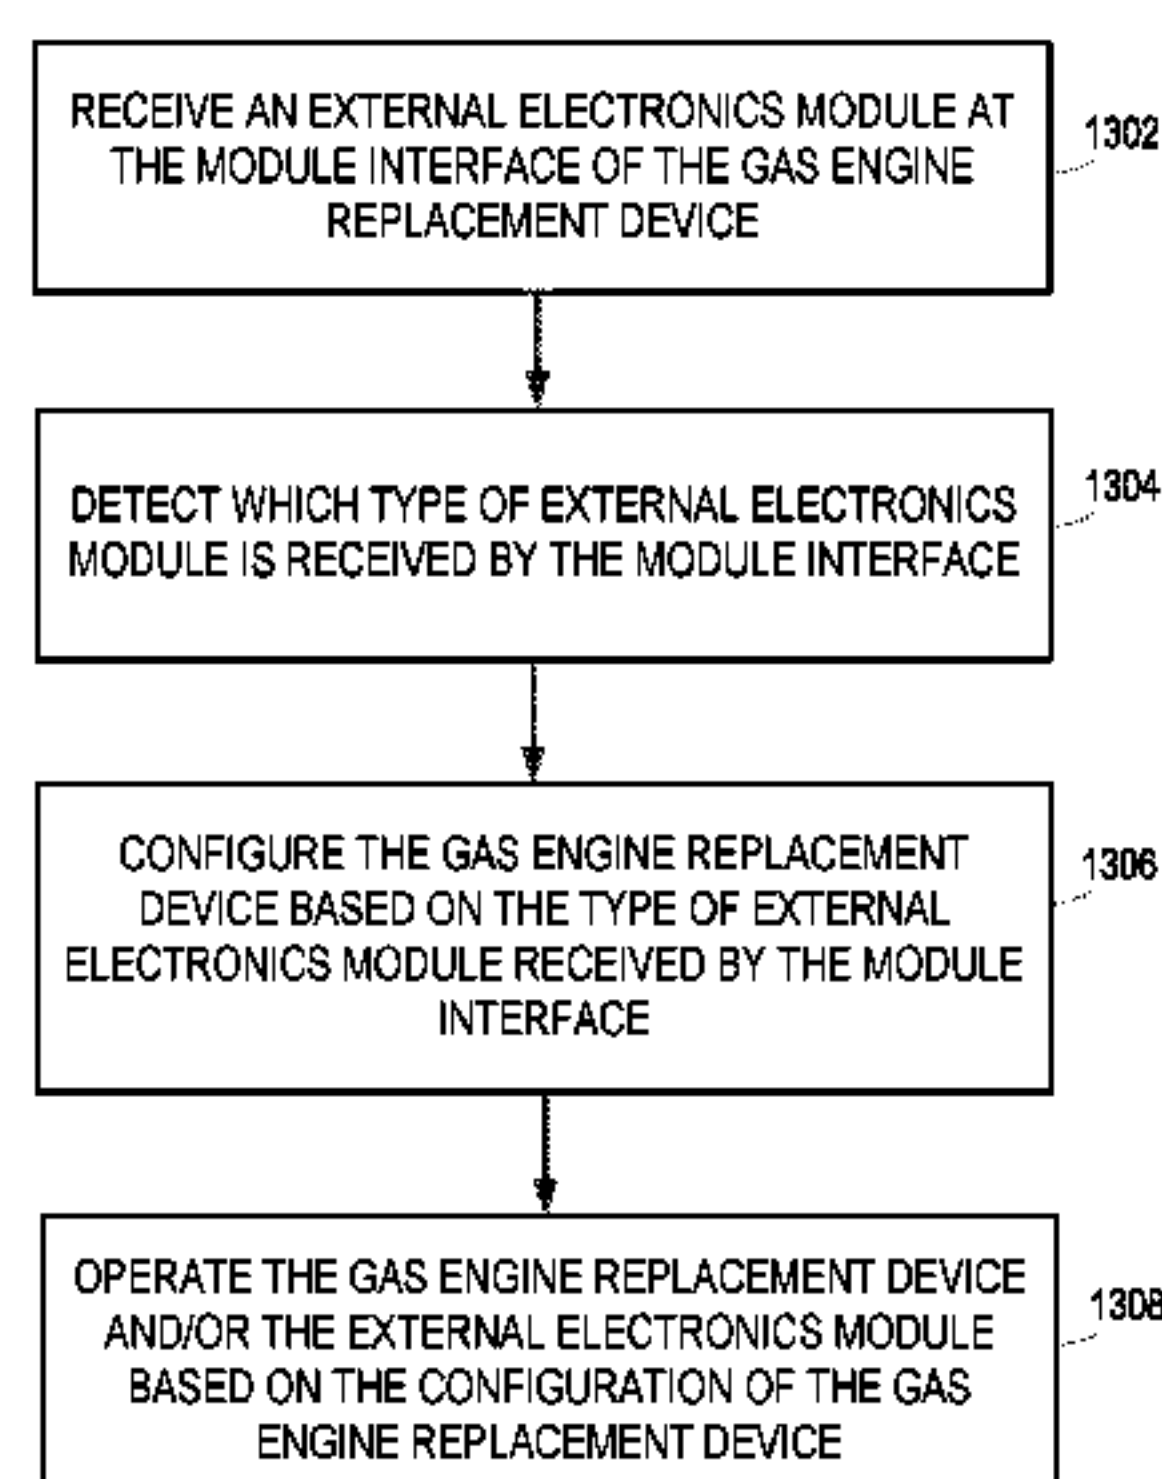 RECEIVE AN EXTERNAL ELECTRONICS MODULE AT
THE MODULE INTERFACE OF THE GAS ENGINE
REPLACEMENT DEVICE
1302
DETECT WHICH TYPE OF EXTERNAL ELECTRONICS
MODULE IS RECEIVED BY THE MODULE INTERFACE
1304
CONFIGURE THE GAS ENGINE REPLACEMENT
DEVICE BASED ON THE TYPE OF EXTERNAL
ELECTRONICS MODULE RECEIVED BY THE MODULE
INTERFACE
1306
OPERATE THE GAS ENGINE REPLACEMENT DEVICE
AND/OR THE EXTERNAL ELECTRONICS MODULE
BASED ON THE CONFIGURATION OF THE GAS
ENGINE REPLACEMENT DEVICE
1308